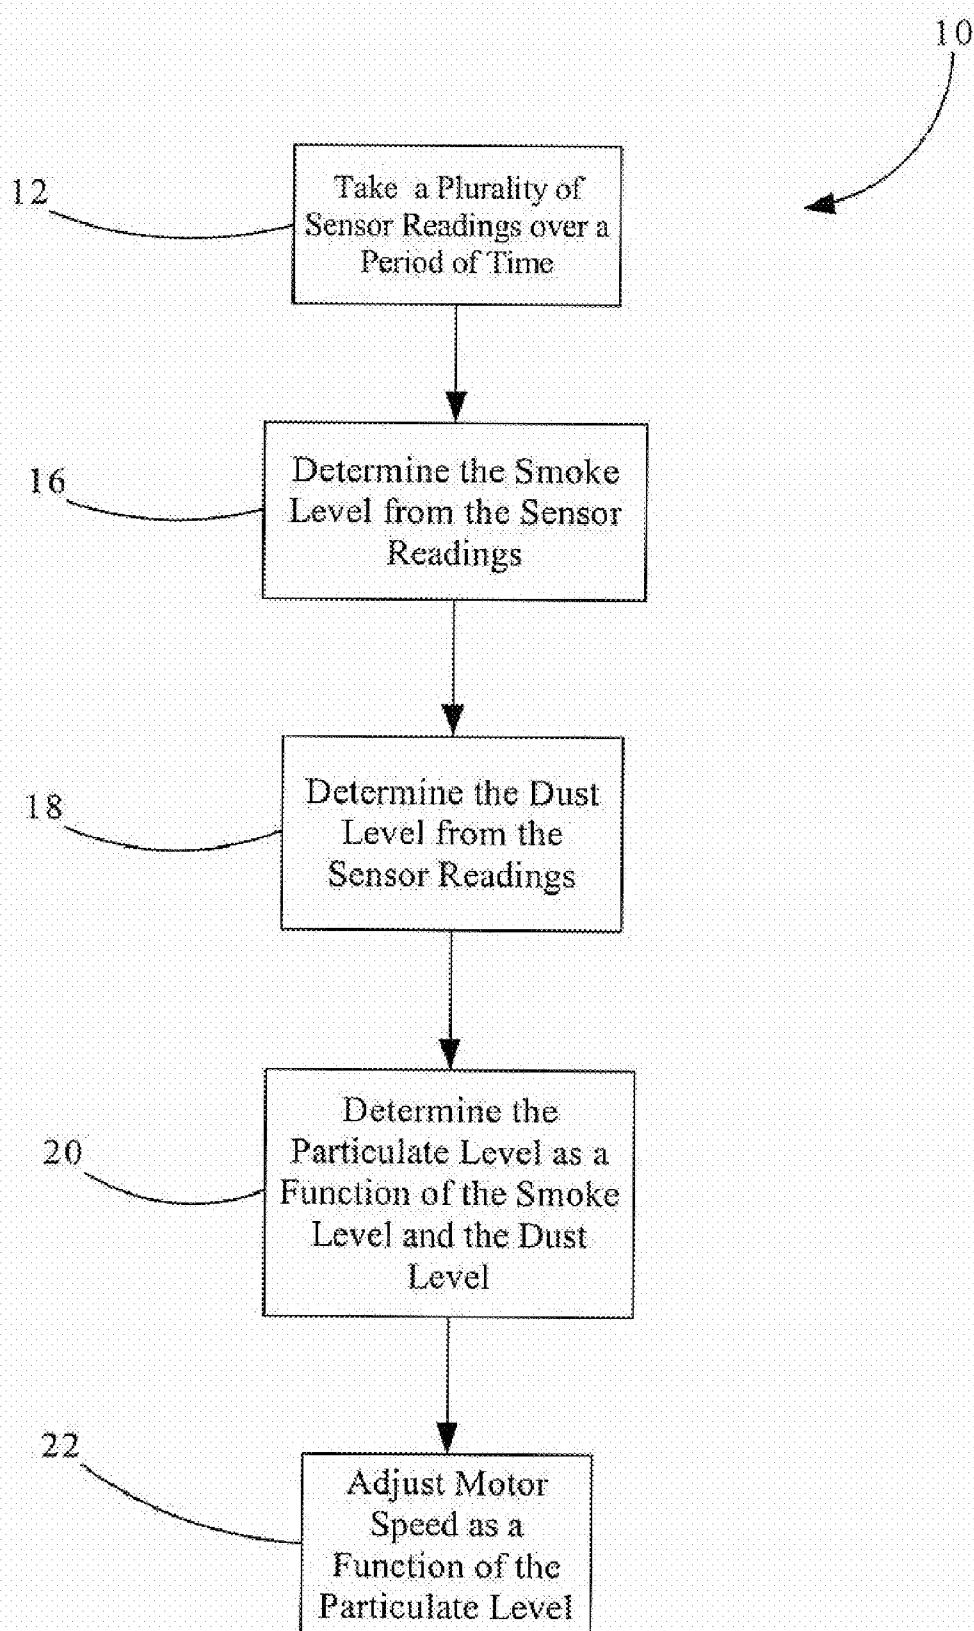 10
12
Take a Plurality of
Sensor Readings over a
Period of Time
16
Determine the Smoke
Level from the Sensor
Readings
18
Determine the Dust
Level from the
Sensor Readings
20
Determine the
Particulate Level as a
Function of the Smoke
Level and the Dust
Level
22
Adjust Motor
Speed as a
Function of the
Particulate Level